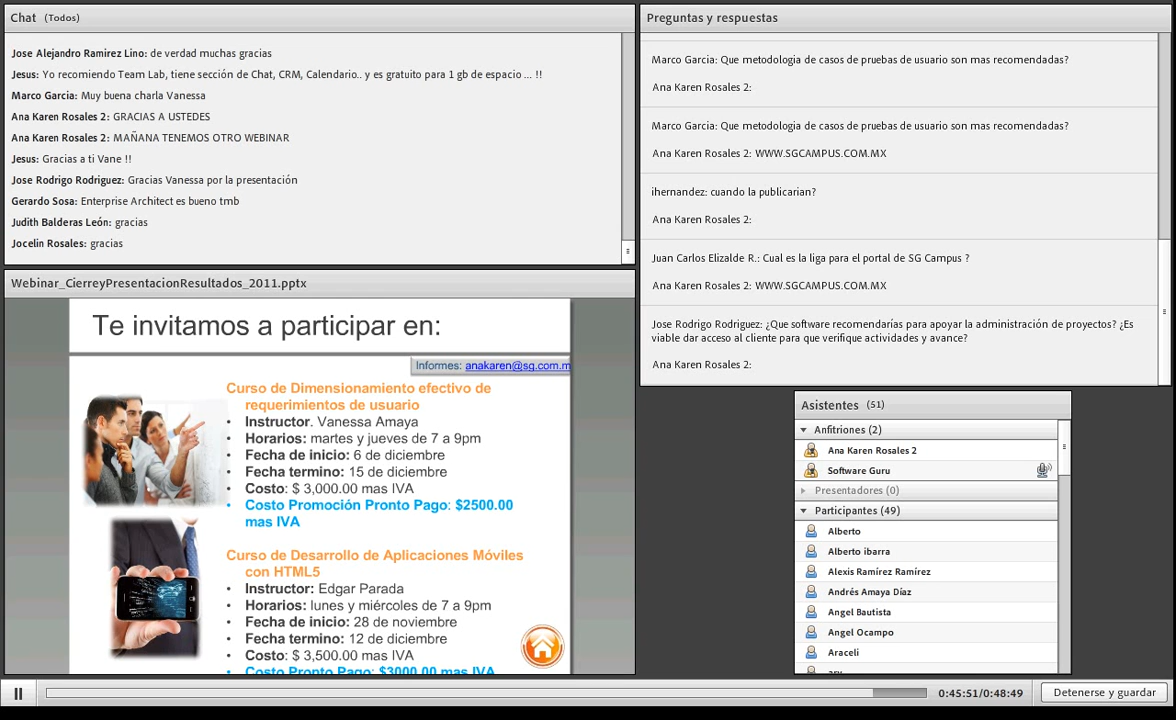 Chat (Todos)
Jose Alejandro Ramirez Lino: de verdad muchas gracias
Jesus: Yo recomiendo Team Lab, tiene sección de Chat, CRM, Calendario.. y es gratuito para 1 gb de espacio ... !!
Marco Garcia: Muy buena charla Vanessa
Ana Karen Rosales 2: GRACIAS A USTEDES
Ana Karen Rosales 2: MAÑANA TENEMOS OTRO WEBINAR
Jesus: Gracias a ti Vane !!
Jose Rodrigo Rodriguez: Gracias Vanessa por la presentación
Gerardo Sosa: Enterprise Architect es bueno tmb
Judith Balderas León: gracias
Jocelin Rosales: gracias
Preguntas y respuestas
Marco Garcia: Que metodologia de casos de pruebas de usuario son mas recomendadas?
Ana Karen Rosales 2:
Marco Garcia: Que metodologia de casos de pruebas de usuario son mas recomendadas?
Ana Karen Rosales 2: WWW.SGCAMPUS.COM.MX
ihernandez: cuando la publicarian?
Ana Karen Rosales 2:
Juan Carlos Elizalde R.: Cual es la liga para el portal de SG Campus ?
Ana Karen Rosales 2: WWW.SGCAMPUS.COM.MX
Jose Rodrigo Rodriguez: ¿Que software recomendarías para apoyar la administración de proyectos? ¿Es
viable dar acceso al cliente para que verifique actividades y avance?
Ana Karen Rosales 2:
Webinar_CierreyPresentacionResultados_2011.pptx
Te invitamos a participar en:
Informes: anakaren@sg.com.m
Curso de Dimensionamiento efectivo de
requerimientos de usuario
• Instructor. Vanessa Amaya
• Horarios: martes y jueves de 7 a 9pm
• Fecha de inicio: 6 de diciembre
• Fecha termino: 15 de diciembre
• Costo: $ 3,000.00 mas IVA
• Costo Promoción Pronto Pago: $2500.00
mas IVA
Curso de Desarrollo de Aplicaciones Móviles
con HTML5
• Instructor: Edgar Parada
• Horarios: lunes y miércoles de 7 a 9pm
• Fecha de inicio: 28 de noviembre
• Fecha termino: 12 de diciembre
• Costo: $ 3,500.00 mas IVA
• Costo Pronto Pago: $3000.00 mas IVA
Asistentes (51)
Anfitriones (2)
Ana Karen Rosales 2
Software Guru
Presentadores (0)
Participantes (49)
Alberto
Alberto ibarra
Alexis Ramírez Ramírez
Andrés Amaya Díaz
Angel Bautista
Angel Ocampo
Araceli
0:45:51/0:48:49
Detenerse y guardar